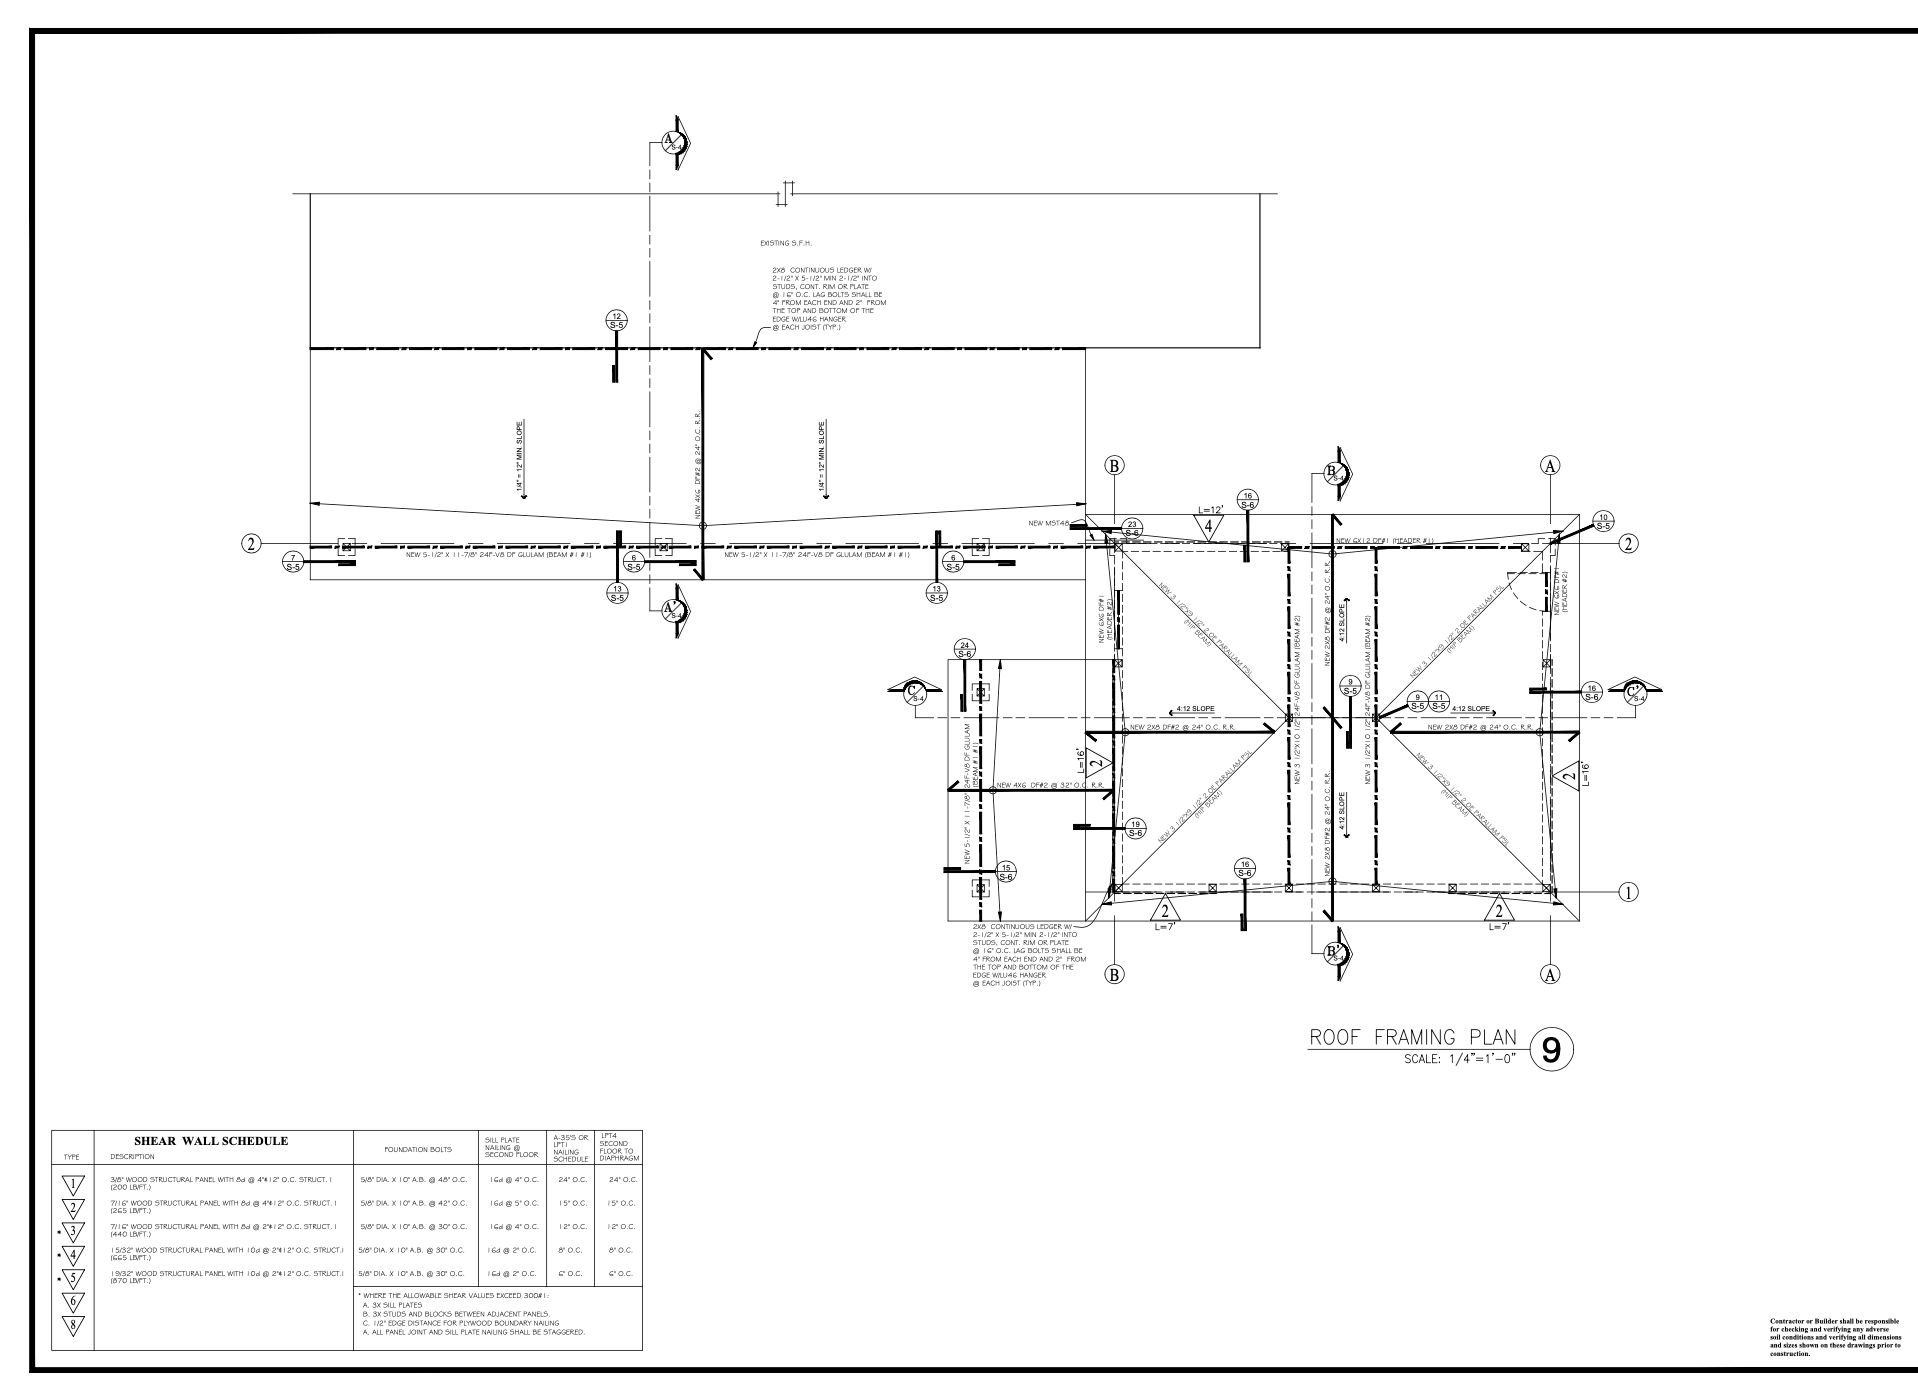 A
S-4
EXISTING S.F.H.
2X8 CONTINUOUS LEDGER W/
2-1/2" X 5-1/2" MIN 2-1/2" INTO
STUDS, CONT. RIM OR PLATE
@ 16" O.C. LAG BOLTS SHALL BE
4" FROM EACH END AND 2" FROM
THE TOP AND BOTTOM OF THE
EDGE W/LU46 HANGER
@ EACH JOIST (TYP.)
12
S-5
1/4" = 12" MIN. SLOPE
NEW 4X6 DF#2 @ 24" O.C. R.R.
1/4" = 12" MIN. SLOPE
2
NEW 5-1/2" X 11-7/8" 24F-V8 DF GLULAM (BEAM #1 #1)
NEW 5-1/2" X 11-7/8" 24F-V8 DF GLULAM (BEAM #1 #1)
7
S-5
6
S-5
6
S-5
13
S-5
13
S-5
A'
S-4
B
B
S-4
A
L=12'
4
16
S-6
NEW MST48
23
S-6
NEW 6X12 DF#1 (HEADER #1)
10
S-5
2
NEW 6X6 DF#1
(HEADER #2)
NEW 3 1/2"X9 1/2" 2.0E PARALLAM PSL
(HIP BEAM)
NEW 3 1/2"X10 1/2" 24F-V8 DF GLULAM (BEAM #2)
NEW 2X8 DF#2 @ 24" O.C. R.R.
4:12 SLOPE
NEW 3 1/2"X10 1/2" 24F-V8 DF GLULAM (BEAM #2)
NEW 3 1/2"X9 1/2" 2.0E PARALLAM PSL
(HIP BEAM)
NEW 6X6 DF#1
(HEADER #2)
24
S-6
C
S-4
4:12 SLOPE
9
S-5
9
S-5
11
S-5
4:12 SLOPE
16
S-6
C'
S-4
NEW 2X8 DF#2 @ 24" O.C. R.R.
NEW 2X8 DF#2 @ 24" O.C. R.R.
L=16'
2
2
L=16'
NEW 5-1/2" X 11-7/8" 24F-V8 DF GLULAM
(BEAM #1 #1)
NEW 4X6 DF#2 @ 32" O.C. R.R.
NEW 3 1/2"X9 1/2" 2.0E PARALLAM PSL
(HIP BEAM)
NEW 2X8 DF#2 @ 24" O.C. R.R.
4:12 SLOPE
NEW 3 1/2"X9 1/2" 2.0E PARALLAM PSL
(HIP BEAM)
19
S-6
15
S-6
16
S-6
1
2
L=7'
2
L=7'
2X8 CONTINUOUS LEDGER W/
2-1/2" X 5-1/2" MIN 2-1/2" INTO
STUDS, CONT. RIM OR PLATE
@ 16" O.C. LAG BOLTS SHALL BE
4" FROM EACH END AND 2" FROM
THE TOP AND BOTTOM OF THE
EDGE W/LU46 HANGER
@ EACH JOIST (TYP.)
B
B'
S-4
A
ROOF FRAMING PLAN
SCALE: 1/4"=1'-0"
9
SHEAR WALL SCHEDULE
TYPE
DESCRIPTION
FOUNDATION BOLTS
SILL PLATE
NAILING @
SECOND FLOOR
A-35'S OR
LPT1
NAILING
SCHEDULE
LPT4
SECOND
FLOOR TO
DIAPHRAGM
1
3/8" WOOD STRUCTURAL PANEL WITH 8d @ 4"#12" O.C. STRUCT. I
(200 LB/FT.)
5/8" DIA. X 10" A.B. @ 48" O.C.
16d @ 4" O.C.
24" O.C.
24" O.C.
2
7/16" WOOD STRUCTURAL PANEL WITH 8d @ 4"#12" O.C. STRUCT. I
(265 LB/FT.)
5/8" DIA. X 10" A.B. @ 42" O.C.
16d @ 5" O.C.
15" O.C.
15" O.C.
* 3
7/16" WOOD STRUCTURAL PANEL WITH 8d @ 2"#12" O.C. STRUCT. I
(440 LB/FT.)
5/8" DIA. X 10" A.B. @ 30" O.C.
16d @ 4" O.C.
12" O.C.
12" O.C.
* 4
15/32" WOOD STRUCTURAL PANEL WITH 10d @ 2"#12" O.C. STRUCT.I
(665 LB/FT.)
5/8" DIA. X 10" A.B. @ 30" O.C.
16d @ 2" O.C.
8" O.C.
8" O.C.
* 5
19/32" WOOD STRUCTURAL PANEL WITH 10d @ 2"#12" O.C. STRUCT.I
(870 LB/FT.)
5/8" DIA. X 10" A.B. @ 30" O.C.
16d @ 2" O.C.
6" O.C.
6" O.C.
6
8
* WHERE THE ALLOWABLE SHEAR VALUES EXCEED 300#1:
A. 3X SILL PLATES
B. 3X STUDS AND BLOCKS BETWEEN ADJACENT PANELS.
C. 1/2" EDGE DISTANCE FOR PLYWOOD BOUNDARY NAILING
A. ALL PANEL JOINT AND SILL PLATE NAILING SHALL BE STAGGERED.
Contractor or Builder shall be responsible
for checking and verifying any adverse
soil conditions and verifying all dimensions
and sizes shown on these drawings prior to
construction.